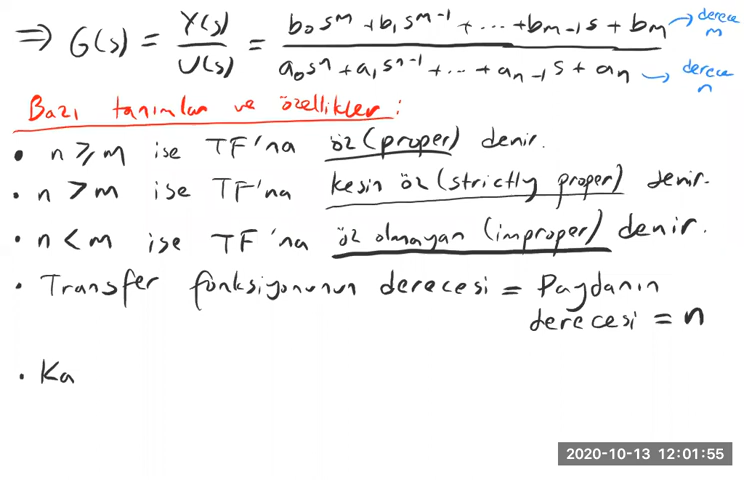 ⇒ G(s) = Y(s)/U(s) = (b₀sᵐ + b₁sᵐ⁻¹ + ... + bₘ₋₁s + bₘ)/(a₀sⁿ + a₁sⁿ⁻¹ + ... + aₙ₋₁s + aₙ)
→ derece m
→ derece n
Bazı tanımlar ve özellikler:
• n ≥ m ise TF'na öz (proper) denir.
• n > m ise TF'na kesin öz (strictly proper) denir.
• n < m ise TF'na öz olmayan (improper) denir.
• Transfer fonksiyonunun derecesi = Paydanın
derecesi = n
• Ka
2020-10-13 12:01:55